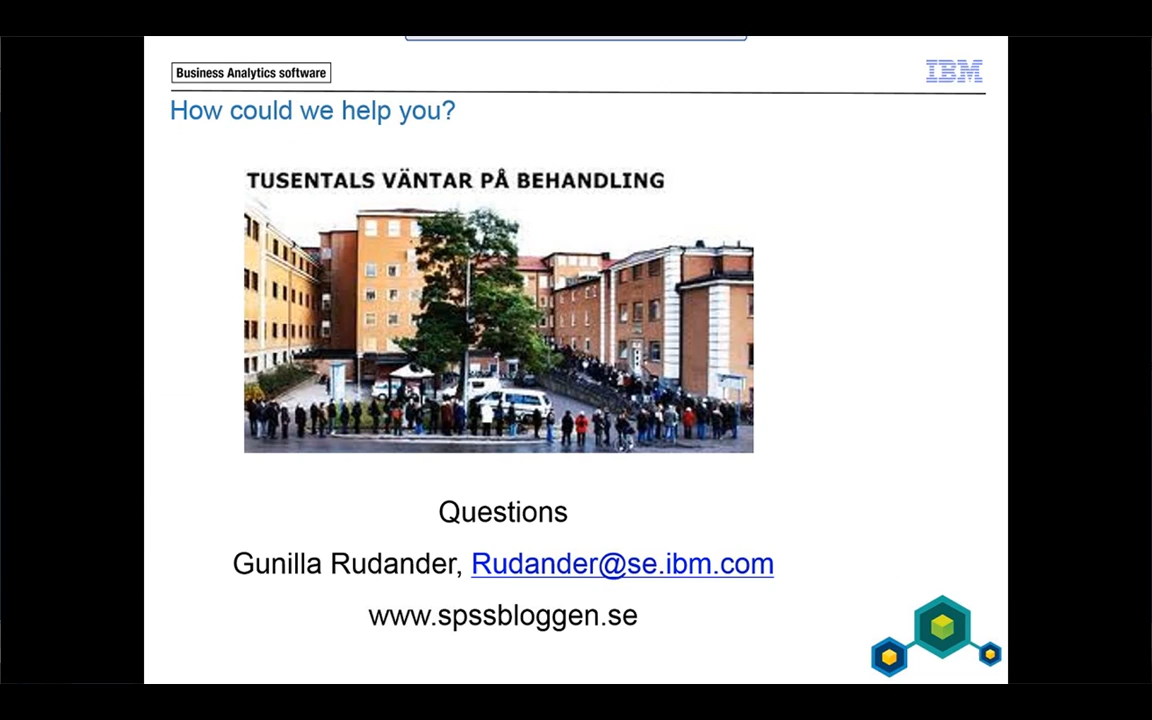 Business Analytics software
IBM
How could we help you?
TUSENTALS VÄNTAR PÅ BEHANDLING
Questions
Gunilla Rudander, Rudander@se.ibm.com
www.spssbloggen.se